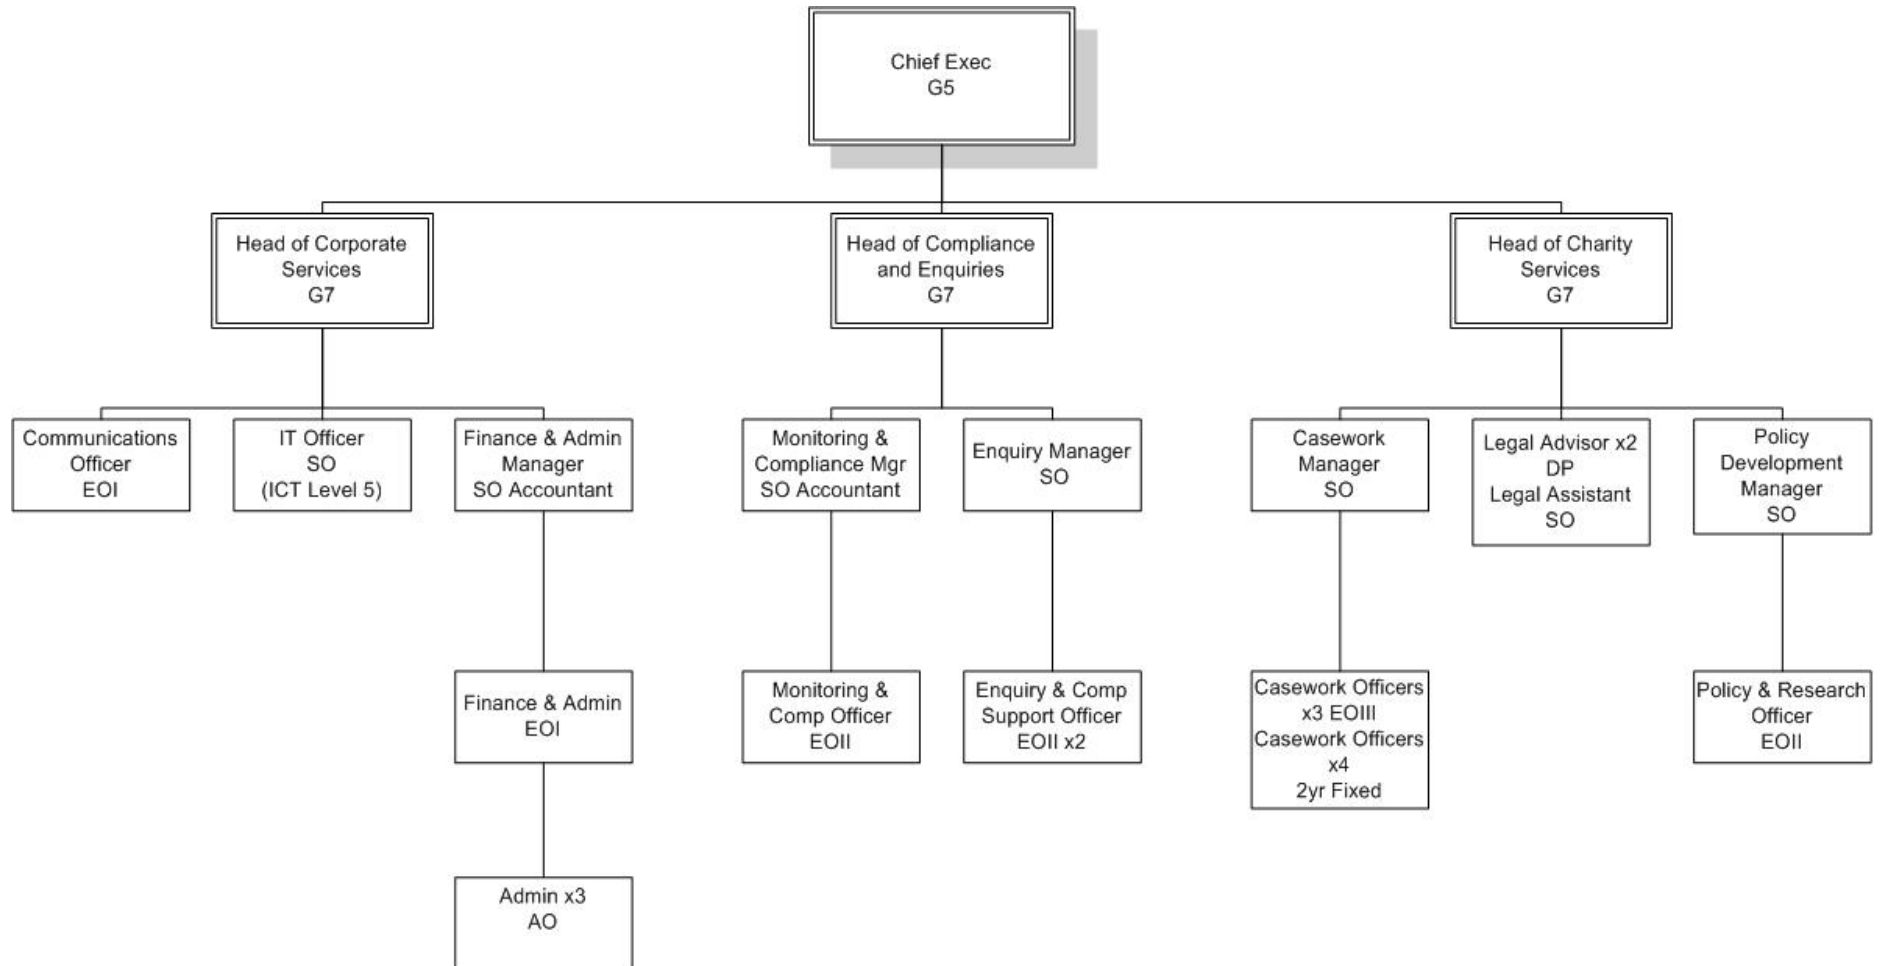 Chief Exec
G5
Head of Corporate
Services
G7
Head of Compliance
and Enquiries
G7
Head of Charity
Services
G7
Communications
Officer
EOI
IT Officer
SO
(ICT Level 5)
Finance & Admin
Manager
SO Accountant
Monitoring &
Compliance Mgr
SO Accountant
Enquiry Manager
SO
Casework
Manager
SO
Legal Advisor x2
DP
Legal Assistant
SO
Policy
Development
Manager
SO
Finance & Admin
EOI
Monitoring &
Comp Officer
EOII
Enquiry & Comp
Support Officer
EOII x2
Casework Officers
x3 EOIII
Casework Officers
x4
2yr Fixed
Policy & Research
Officer
EOII
Admin x3
AO